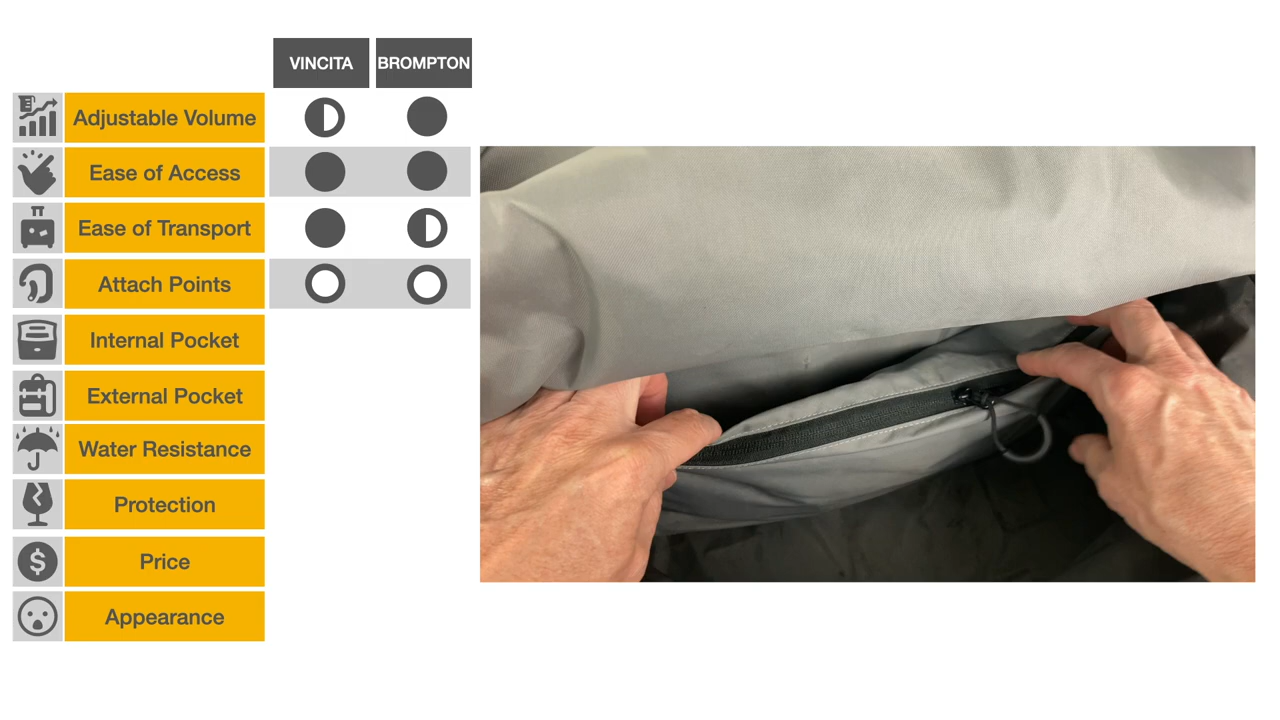 VINCITA
BROMPTON
Adjustable Volume
Ease of Access
Ease of Transport
Attach Points
Internal Pocket
External Pocket
Water Resistance
Protection
Price
$
Appearance